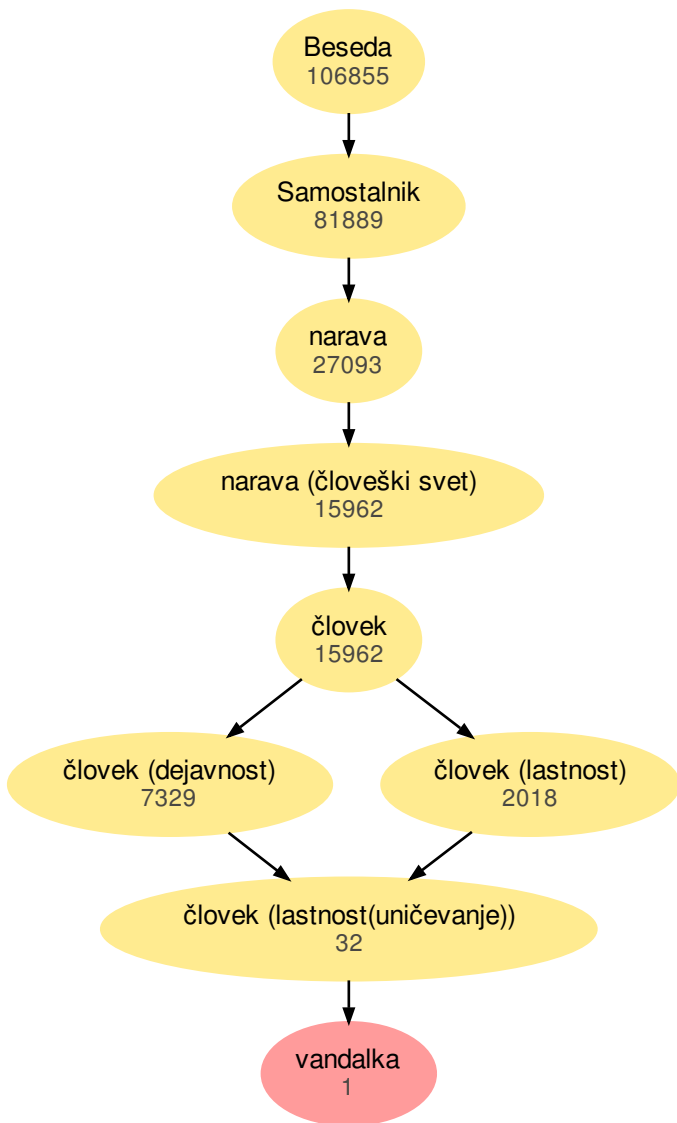 Beseda
106855
Samostalnik
81889
narava
27093
narava (človeški svet)
15962
človek
15962
človek (dejavnost)
7329
človek (lastnost)
2018
človek (lastnost(uničevanje))
32
vandalka
1